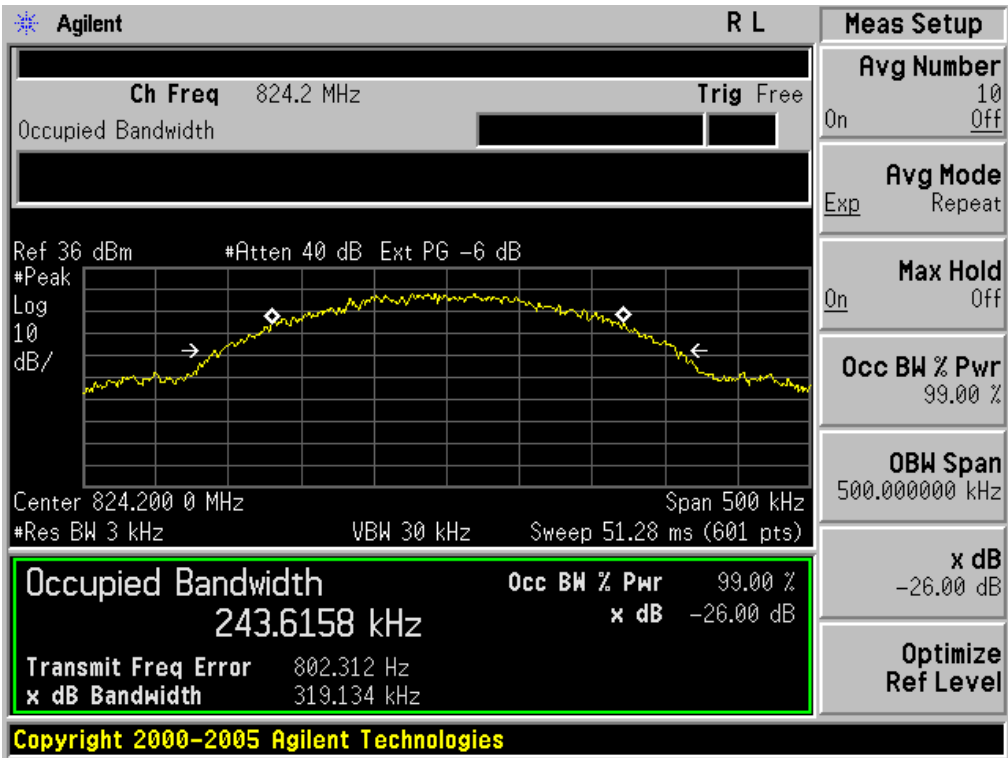 Agilent R L
Ch Freq 824.2 MHz Trig Free
Occupied Bandwidth
Ref 36 dBm #Atten 40 dB Ext PG -6 dB
#Peak
Log
10
dB/
Center 824.200 0 MHz Span 500 kHz
#Res BW 3 kHz VBW 30 kHz Sweep 51.28 ms (601 pts)
Occupied Bandwidth Occ BW % Pwr 99.00 %
243.6158 kHz x dB -26.00 dB
Transmit Freq Error 802.312 Hz
x dB Bandwidth 319.134 kHz
Copyright 2000-2005 Agilent Technologies
Meas Setup
Avg Number
10
On Off
Avg Mode
Exp Repeat
Max Hold
On Off
Occ BW % Pwr
99.00 %
OBW Span
500.000000 kHz
x dB
-26.00 dB
Optimize
Ref Level